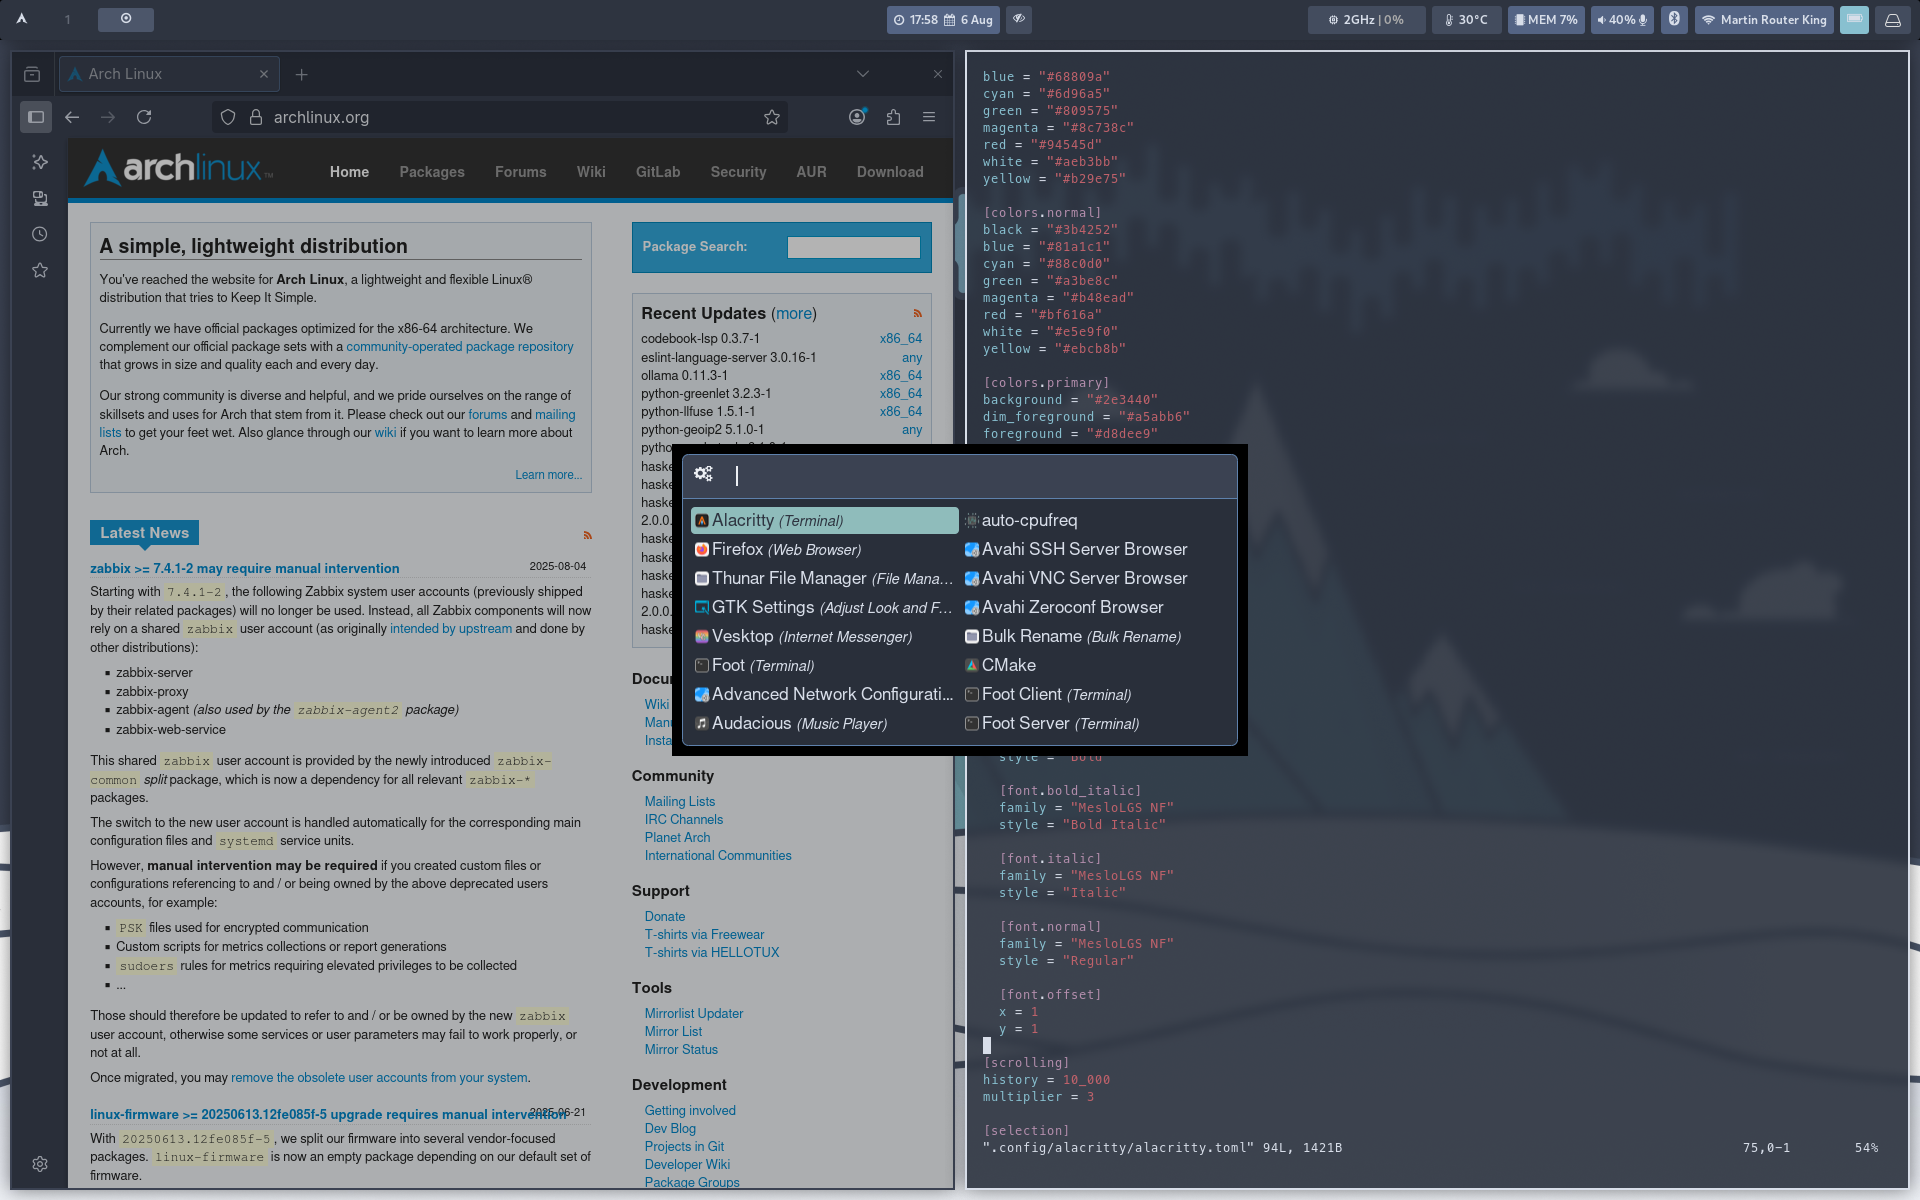 1
17:58 6 Aug
2GHz | 0%
30°C
MEM 7%
40%
Martin Router King
Arch Linux
archlinux.org
archlinux™
Home Packages Forums Wiki GitLab Security AUR Download
A simple, lightweight distribution
You've reached the website for Arch Linux, a lightweight and flexible Linux®
distribution that tries to Keep It Simple.
Currently we have official packages optimized for the x86-64 architecture. We
complement our official package sets with a community-operated package repository
that grows in size and quality each and every day.
Our strong community is diverse and helpful, and we pride ourselves on the range of
skillsets and uses for Arch that stem from it. Please check out our forums and mailing
lists to get your feet wet. Also glance through our wiki if you want to learn more about
Arch.
Learn more...
Latest News
zabbix >= 7.4.1-2 may require manual intervention 2025-08-04
Starting with 7.4.1-2, the following Zabbix system user accounts (previously shipped
by their related packages) will no longer be used. Instead, all Zabbix components will now
rely on a shared zabbix user account (as originally intended by upstream and done by
other distributions):
▪ zabbix-server
▪ zabbix-proxy
▪ zabbix-agent (also used by the zabbix-agent2 package)
▪ zabbix-web-service
This shared zabbix user account is provided by the newly introduced zabbix-
common split package, which is now a dependency for all relevant zabbix-*
packages.
The switch to the new user account is handled automatically for the corresponding main
configuration files and systemd service units.
However, manual intervention may be required if you created custom files or
configurations referencing to and / or being owned by the above deprecated users
accounts, for example:
▪ PSK files used for encrypted communication
▪ Custom scripts for metrics collections or report generations
▪ sudoers rules for metrics requiring elevated privileges to be collected
▪ ...
Those should therefore be updated to refer to and / or be owned by the new zabbix
user account, otherwise some services or user parameters may fail to work properly, or
not at all.
Once migrated, you may remove the obsolete user accounts from your system.
linux-firmware >= 20250613.12fe085f-5 upgrade requires manual intervention 2025-06-21
With 20250613.12fe085f-5, we split our firmware into several vendor-focused
packages. linux-firmware is now an empty package depending on our default set of
firmware.
Package Search:
Recent Updates (more)
codebook-lsp 0.3.7-1 x86_64
eslint-language-server 3.0.16-1 any
ollama 0.11.3-1 x86_64
python-greenlet 3.2.3-1 x86_64
python-llfuse 1.5.1-1 x86_64
python-geoip2 5.1.0-1 any
pytho
haske
haske
haske
2.0.0.
haske
haske
haske
haske
2.0.0.
haske
Docu
Wiki
Manu
Insta
Community
Mailing Lists
IRC Channels
Planet Arch
International Communities
Support
Donate
T-shirts via Freewear
T-shirts via HELLOTUX
Tools
Mirrorlist Updater
Mirror List
Mirror Status
Development
Getting involved
Dev Blog
Projects in Git
Developer Wiki
Package Groups
Alacritty (Terminal)
Firefox (Web Browser)
Thunar File Manager (File Mana...
GTK Settings (Adjust Look and F...
Vesktop (Internet Messenger)
Foot (Terminal)
Advanced Network Configurati...
Audacious (Music Player)
auto-cpufreq
Avahi SSH Server Browser
Avahi VNC Server Browser
Avahi Zeroconf Browser
Bulk Rename (Bulk Rename)
CMake
Foot Client (Terminal)
Foot Server (Terminal)
blue = "#68809a"
cyan = "#6d96a5"
green = "#809575"
magenta = "#8c738c"
red = "#94545d"
white = "#aeb3bb"
yellow = "#b29e75"
[colors.normal]
black = "#3b4252"
blue = "#81a1c1"
cyan = "#88c0d0"
green = "#a3be8c"
magenta = "#b48ead"
red = "#bf616a"
white = "#e5e9f0"
yellow = "#ebcb8b"
[colors.primary]
background = "#2e3440"
dim_foreground = "#a5abb6"
foreground = "#d8dee9"
style = "Bold"
[font.bold_italic]
family = "MesloLGS NF"
style = "Bold Italic"
[font.italic]
family = "MesloLGS NF"
style = "Italic"
[font.normal]
family = "MesloLGS NF"
style = "Regular"
[font.offset]
x = 1
y = 1
[scrolling]
history = 10_000
multiplier = 3
[selection]
".config/alacritty/alacritty.toml" 94L, 1421B 75,0-1 54%